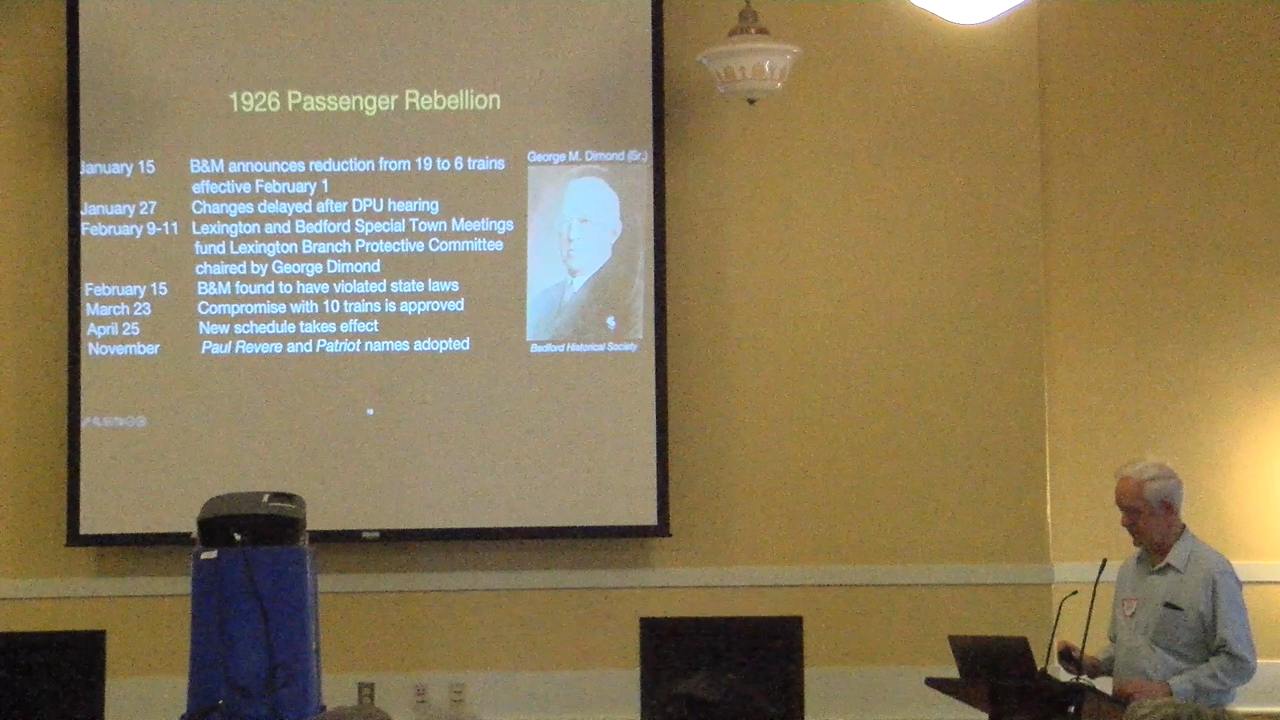 1926 Passenger Rebellion
January 15 B&M announces reduction from 19 to 6 trains
effective February 1
January 27 Changes delayed after DPU hearing
February 9-11 Lexington and Bedford Special Town Meetings
fund Lexington Branch Protective Committee
chaired by George Dimond
February 15 B&M found to have violated state laws
March 23 Compromise with 10 trains is approved
April 25 New schedule takes effect
November Paul Revere and Patriot names adopted
George M. Dimond (Sr.)
Bedford Historical Society